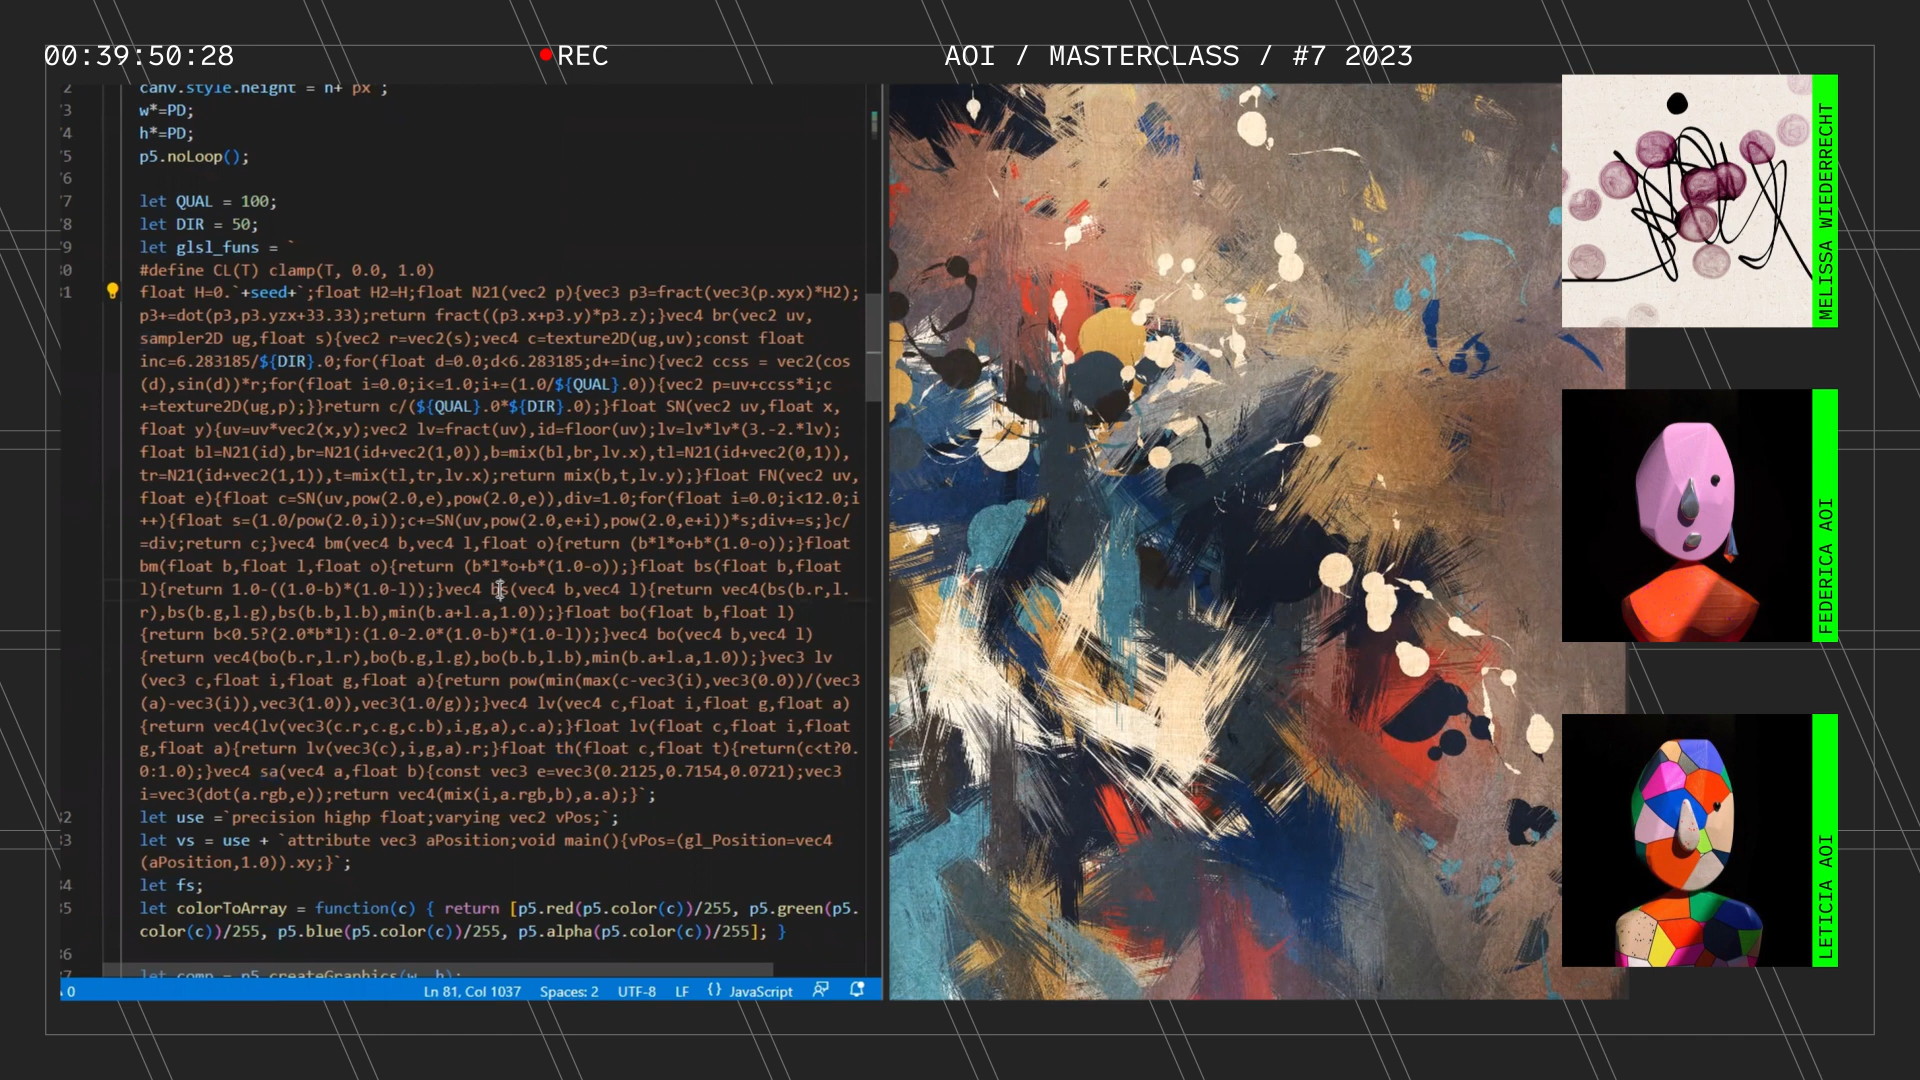 00:39:50:28
REC
AOI / MASTERCLASS / #7 2023
2 canv.style.height = n+ px ;
73 w*=PD;
74 h*=PD;
75 p5.noLoop();
76
77 let QUAL = 100;
78 let DIR = 50;
79 let glsl_funs = `
80 #define CL(T) clamp(T, 0.0, 1.0)
81 float H=0.`+seed+`;float H2=H;float N21(vec2 p){vec3 p3=fract(vec3(p.xyx)*H2);
p3+=dot(p3,p3.yzx+33.33);return fract((p3.x+p3.y)*p3.z);}vec4 br(vec2 uv,
sampler2D ug,float s){vec2 r=vec2(s);vec4 c=texture2D(ug,uv);const float
inc=6.283185/${DIR}.0;for(float d=0.0;d<6.283185;d+=inc){vec2 ccss = vec2(cos
(d),sin(d))*r;for(float i=0.0;i<=1.0;i+=(1.0/${QUAL}.0)){vec2 p=uv+ccss*i;c
+=texture2D(ug,p);}}return c/(${QUAL}.0*${DIR}.0);}float SN(vec2 uv,float x,
float y){uv=uv*vec2(x,y);vec2 lv=fract(uv),id=floor(uv);lv=lv*lv*(3.-2.*lv);
float bl=N21(id),br=N21(id+vec2(1,0)),b=mix(bl,br,lv.x),tl=N21(id+vec2(0,1)),
tr=N21(id+vec2(1,1)),t=mix(tl,tr,lv.x);return mix(b,t,lv.y);}float FN(vec2 uv,
float e){float c=SN(uv,pow(2.0,e),pow(2.0,e)),div=1.0;for(float i=0.0;i<12.0;i
++){float s=(1.0/pow(2.0,i));c+=SN(uv,pow(2.0,e+i),pow(2.0,e+i))*s;div+=s;}c/
=div;return c;}vec4 bm(vec4 b,vec4 l,float o){return (b*l*o+b*(1.0-o));}float
bm(float b,float l,float o){return (b*l*o+b*(1.0-o));}float bs(float b,float
l){return 1.0-((1.0-b)*(1.0-l));}vec4 bs(vec4 b,vec4 l){return vec4(bs(b.r,l.
r),bs(b.g,l.g),bs(b.b,l.b),min(b.a+l.a,1.0));}float bo(float b,float l)
{return b<0.5?(2.0*b*l):(1.0-2.0*(1.0-b)*(1.0-l));}vec4 bo(vec4 b,vec4 l)
{return vec4(bo(b.r,l.r),bo(b.g,l.g),bo(b.b,l.b),min(b.a+l.a,1.0));}vec3 lv
(vec3 c,float i,float g,float a){return pow(min(max(c-vec3(i),vec3(0.0))/(vec3
(a)-vec3(i)),vec3(1.0)),vec3(1.0/g));}vec4 lv(vec4 c,float i,float g,float a)
{return vec4(lv(vec3(c.r,c.g,c.b),i,g,a),c.a);}float lv(float c,float i,float
g,float a){return lv(vec3(c),i,g,a).r;}float th(float c,float t){return(c<t?0.
0:1.0);}vec4 sa(vec4 a,float b){const vec3 e=vec3(0.2125,0.7154,0.0721);vec3
i=vec3(dot(a.rgb,e));return vec4(mix(i,a.rgb,b),a.a);}`;
82 let use =`precision highp float;varying vec2 vPos;`;
83 let vs = use + `attribute vec3 aPosition;void main(){vPos=(gl_Position=vec4
(aPosition,1.0)).xy;}`;
84 let fs;
85 let colorToArray = function(c) { return [p5.red(p5.color(c))/255, p5.green(p5.
color(c))/255, p5.blue(p5.color(c))/255, p5.alpha(p5.color(c))/255]; }
86
87 let comp = p5.createGraphics(w, h);
0
Ln 81, Col 1037 Spaces: 2 UTF-8 LF {} JavaScript
MELISSA WIEDERRECHT
FEDERICA AOI
LETICIA AOI